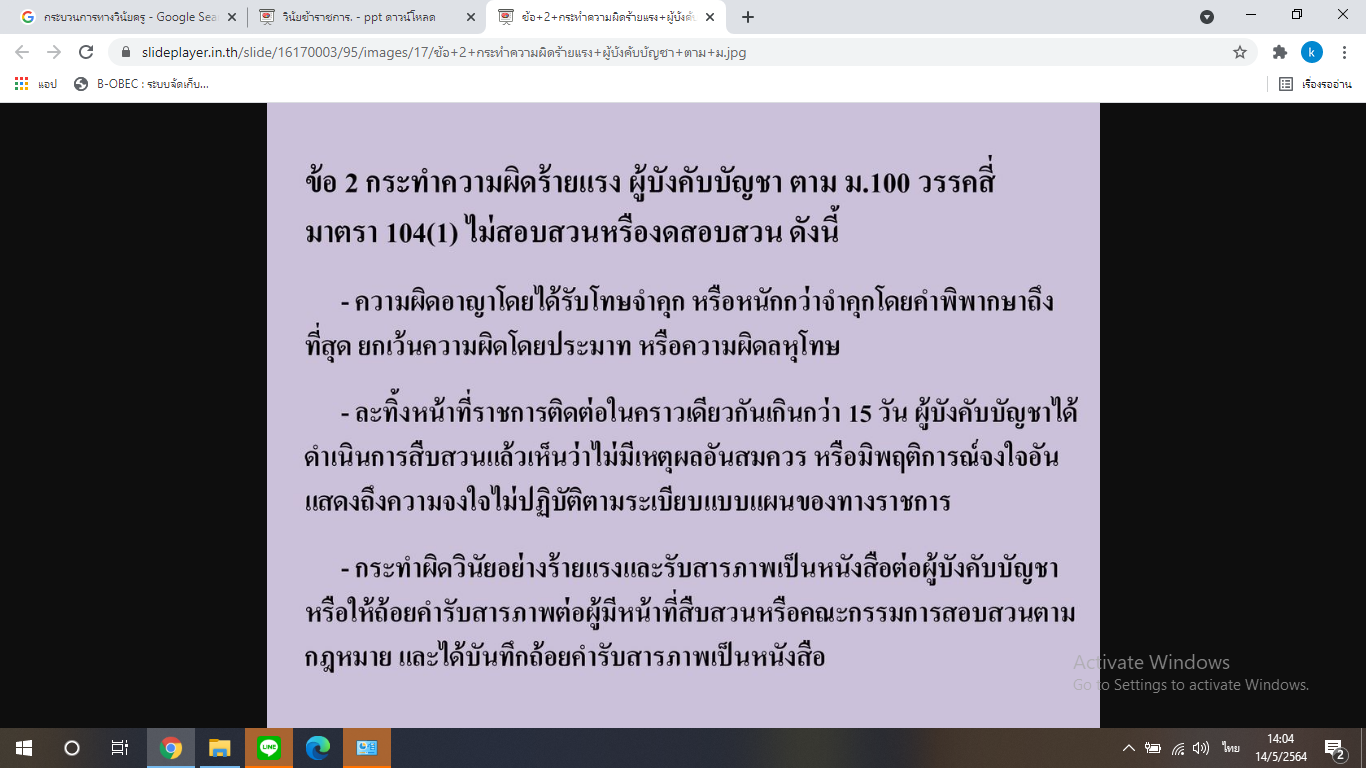 กระบวนการทางวินัยครู - Google Sea
วินัยข้าราชการ. - ppt ดาวน์โหลด
ข้อ+2+กระทำความผิดร้ายแรง+ผู้บังคับ
slideplayer.in.th/slide/16170003/95/images/17/ข้อ+2+กระทำความผิดร้ายแรง+ผู้บังคับบัญชา+ตาม+ม.jpg
k
แอป
B-OBEC : ระบบจัดเก็บ...
เรื่องรออ่าน
ข้อ 2 กระทำความผิดร้ายแรง ผู้บังคับบัญชา ตาม ม.100 วรรคสี่
มาตรา 104(1) ไม่สอบสวนหรืองดสอบสวน ดังนี้
- ความผิดอาญาโดยได้รับโทษจำคุก หรือหนักกว่าจำคุกโดยคำพิพากษาถึง
ที่สุด ยกเว้นความผิดโดยประมาท หรือความผิดลหุโทษ
- ละทิ้งหน้าที่ราชการติดต่อในคราวเดียวกันเกินกว่า 15 วัน ผู้บังคับบัญชาได้
ดำเนินการสืบสวนแล้วเห็นว่าไม่มีเหตุผลอันสมควร หรือมิพฤติการณ์จงใจอัน
แสดงถึงความจงใจไม่ปฏิบัติตามระเบียบแบบแผนของทางราชการ
- กระทำผิดวินัยอย่างร้ายแรงและรับสารภาพเป็นหนังสือต่อผู้บังคับบัญชา
หรือให้ถ้อยคำรับสารภาพต่อผู้มีหน้าที่สืบสวนหรือคณะกรรมการสอบสวนตาม
กฎหมาย และได้บันทึกถ้อยคำรับสารภาพเป็นหนังสือ
Activate Windows
Go to Settings to activate Windows.
LINE
ไทย
14:04
14/5/2564
2